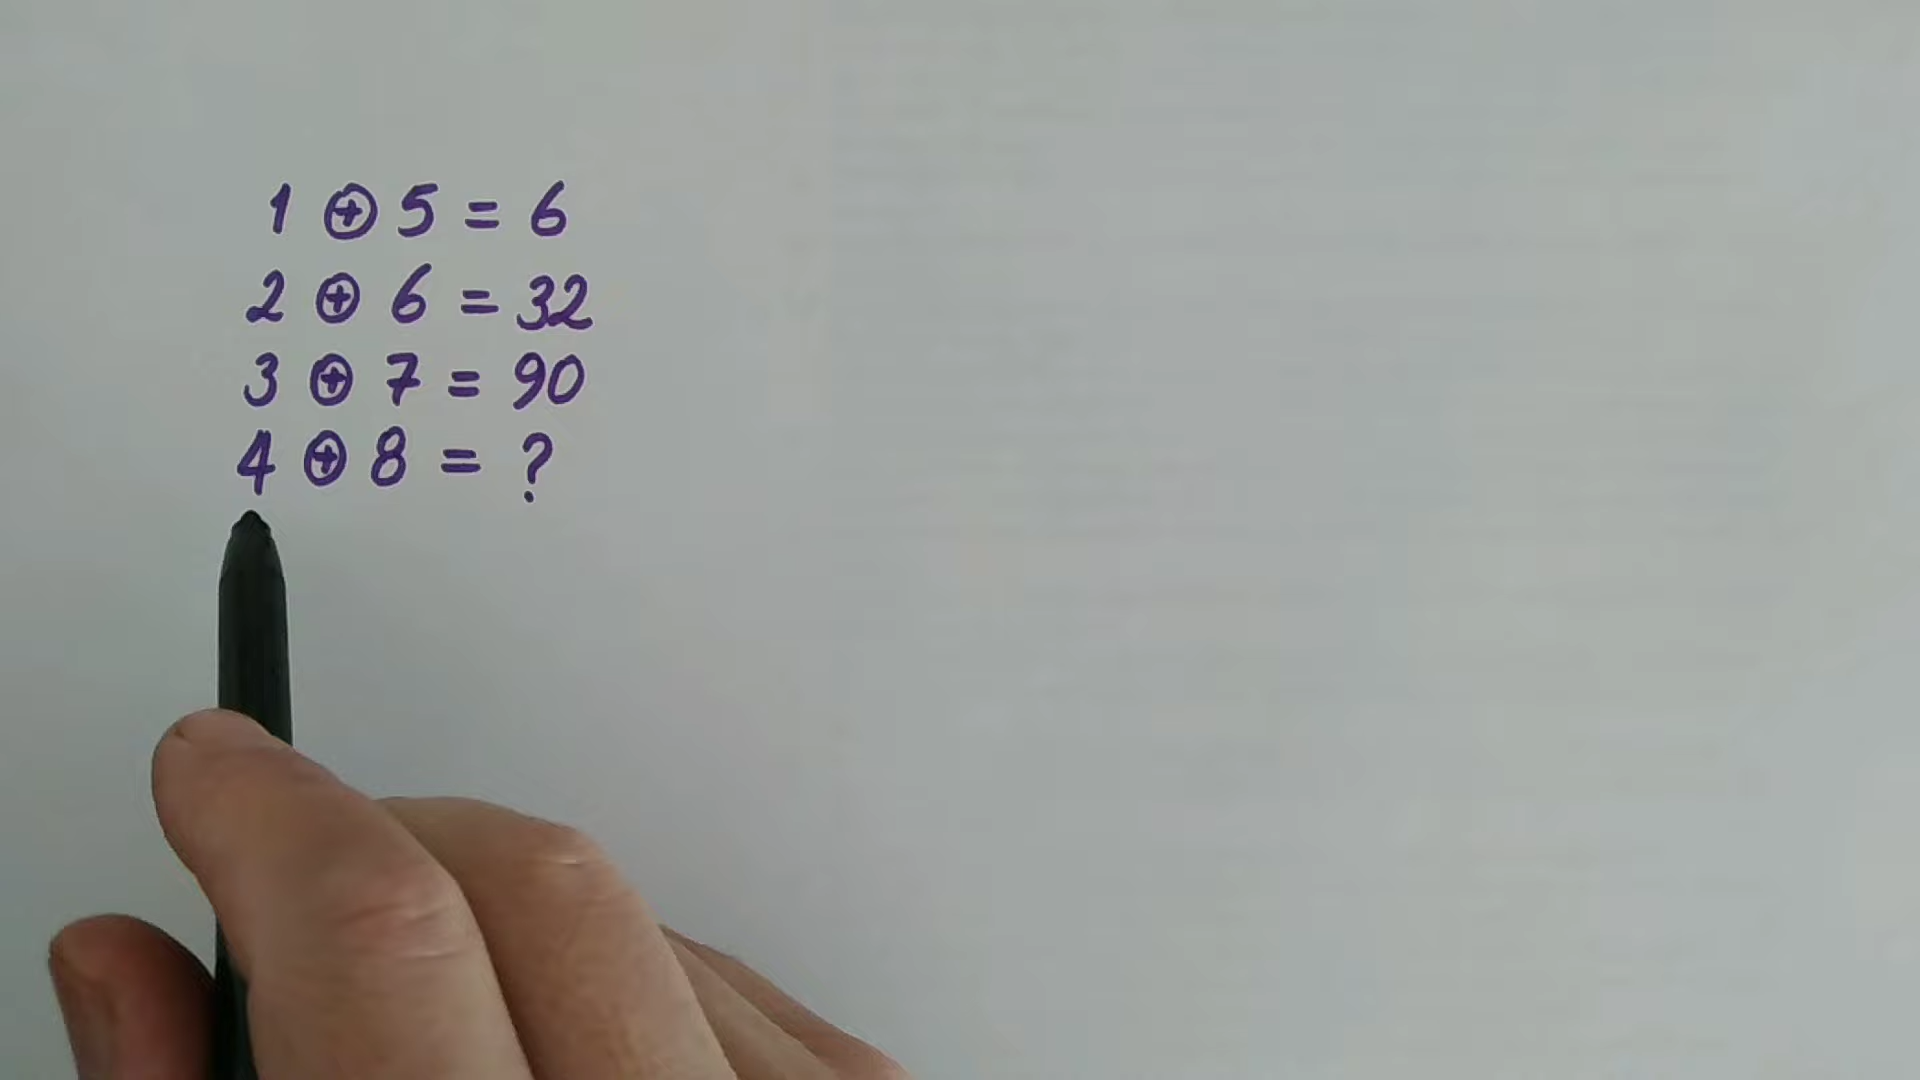 1 ⊕ 5 = 6
2 ⊕ 6 = 32
3 ⊕ 7 = 90
4 ⊕ 8 = ?